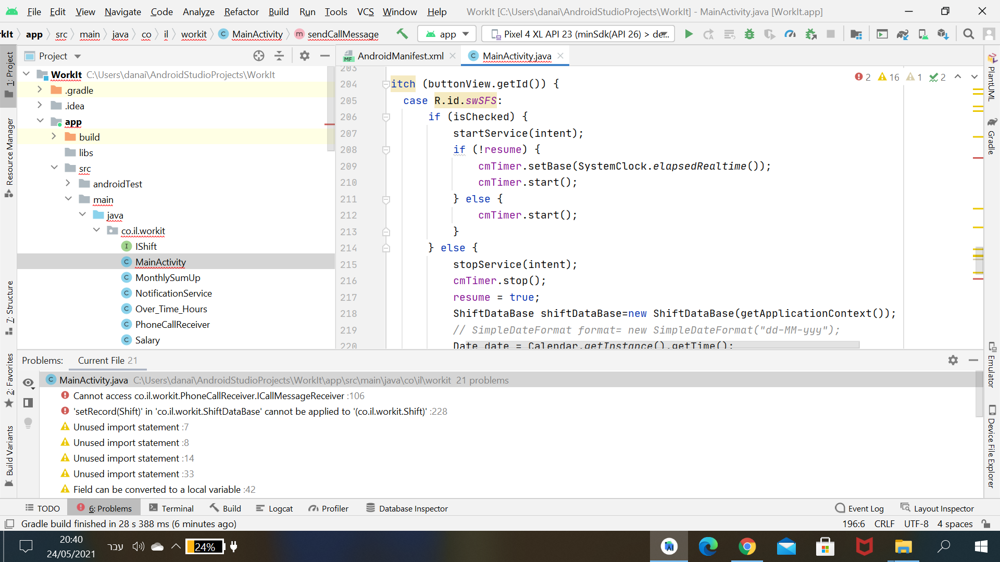 File Edit View Navigate Code Analyze Refactor Build Run Tools VCS Window Help WorkIt [C:\Users\danai\AndroidStudioProjects\WorkIt] - MainActivity.java [WorkIt.app]
rkIt app src main java co il workit C MainActivity m sendCallMessage app Pixel 4 XL API 23 (minSdk(API 26) > de...
Project
AndroidManifest.xml
MainActivity.java
WorkIt C:\Users\danai\AndroidStudioProjects\WorkIt
.gradle
.idea
app
build
libs
src
androidTest
main
java
co.il.workit
IShift
MainActivity
MonthlySumUp
NotificationService
Over_Time_Hours
PhoneCallReceiver
Salary
2 16 1 2
203
204 itch (buttonView.getId()) {
205 case R.id.swSFS:
206 if (isChecked) {
207 startService(intent);
208 if (!resume) {
209 cmTimer.setBase(SystemClock.elapsedRealtime());
210 cmTimer.start();
211 } else {
212 cmTimer.start();
213 }
214 } else {
215 stopService(intent);
216 cmTimer.stop();
217 resume = true;
218 ShiftDataBase shiftDataBase=new ShiftDataBase(getApplicationContext());
219 // SimpleDateFormat format= new SimpleDateFormat("dd-MM-yyy");
220 Date date = Calendar.getInstance().getTime();
1: Project
Resource Manager
7: Structure
2: Favorites
Build Variants
PlantUML
Gradle
Emulator
Device File Explorer
Problems: Current File 21
MainActivity.java C:\Users\danai\AndroidStudioProjects\WorkIt\app\src\main\java\co\il\workit 21 problems
Cannot access co.il.workit.PhoneCallReceiver.ICallMessageReceiver :106
'setRecord(Shift)' in 'co.il.workit.ShiftDataBase' cannot be applied to '(co.il.workit.Shift)' :228
Unused import statement :7
Unused import statement :8
Unused import statement :14
Unused import statement :33
Field can be converted to a local variable :42
TODO 6: Problems Terminal Build Logcat Profiler Database Inspector Event Log Layout Inspector
Gradle build finished in 28 s 388 ms (6 minutes ago) 196:6 CRLF UTF-8 4 spaces
20:40
24/05/2021
עבר
24%